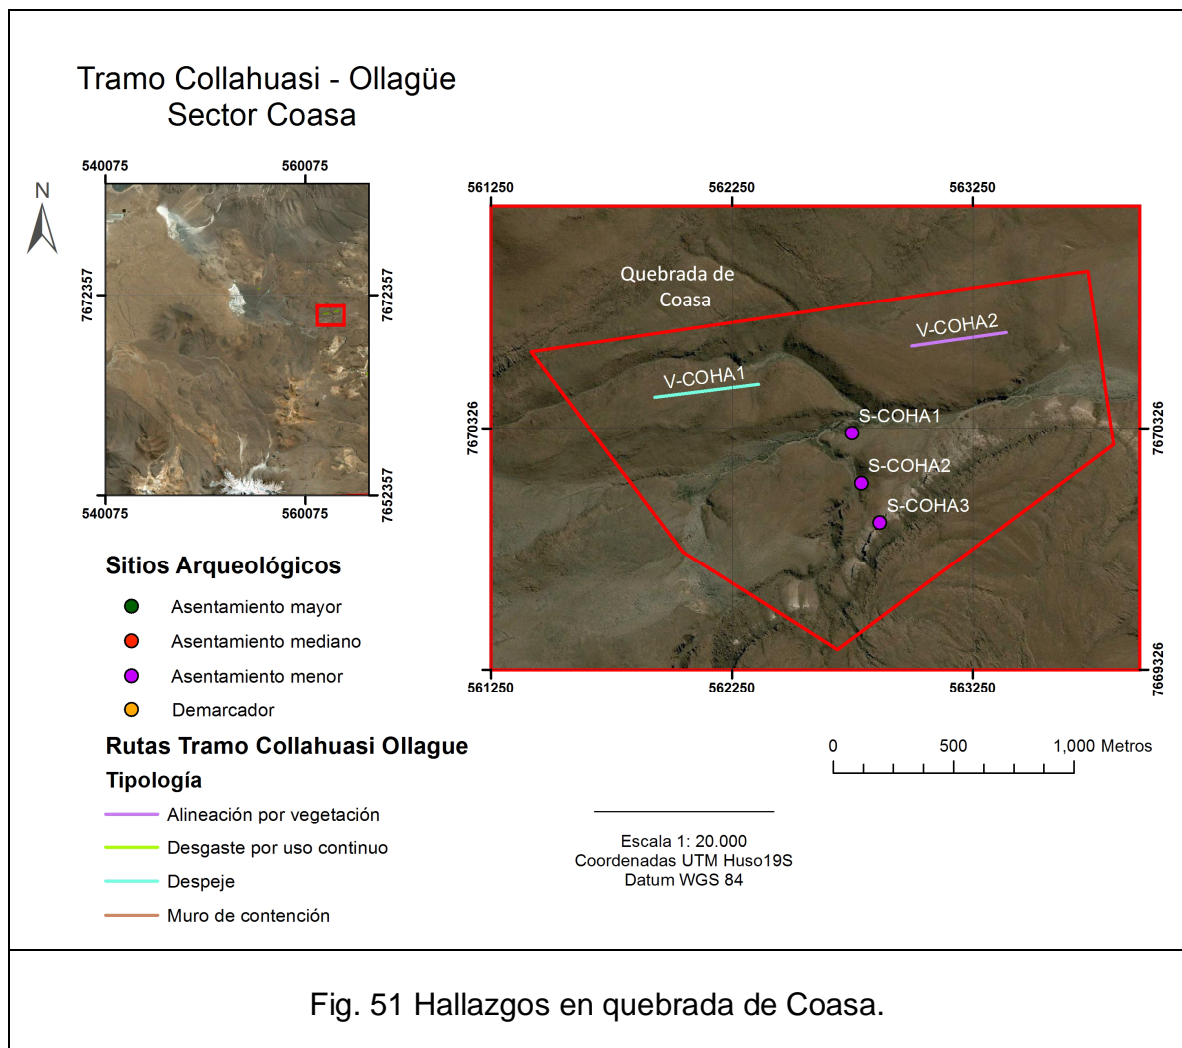 Tramo Collahuasi - Ollagüe
Sector Coasa
N
540075
560075
7672357
7672357
7652357
540075
560075
561250
562250
563250
7670326
7670326
7669326
561250
562250
563250
Quebrada de
Coasa
V-COHA2
V-COHA1
S-COHA1
S-COHA2
S-COHA3
Sitios Arqueológicos
Asentamiento mayor
Asentamiento mediano
Asentamiento menor
Demarcador
Rutas Tramo Collahuasi Ollague
Tipología
Alineación por vegetación
Desgaste por uso continuo
Despeje
Muro de contención
0 500 1,000 Metros
Escala 1: 20.000
Coordenadas UTM Huso19S
Datum WGS 84
Fig. 51 Hallazgos en quebrada de Coasa.